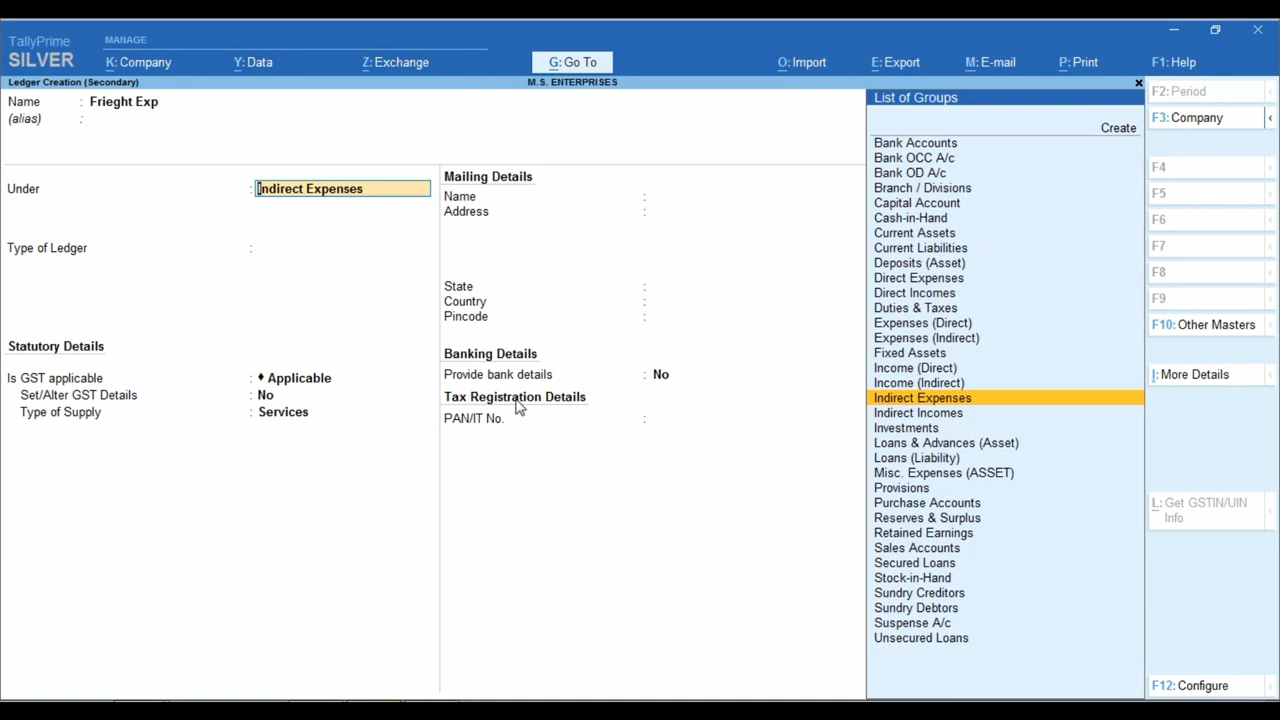 TallyPrime
SILVER
MANAGE
K: Company
Y: Data
Z: Exchange
G: Go To
O: Import
E: Export
M: E-mail
P: Print
F1: Help
Ledger Creation (Secondary)
M.S. ENTERPRISES
Name : Frieght Exp
(alias) :
Under : Indirect Expenses
Type of Ledger :
Statutory Details
Is GST applicable : ♦ Applicable
Set/Alter GST Details : No
Type of Supply : Services
Mailing Details
Name :
Address :
State :
Country :
Pincode :
Banking Details
Provide bank details : No
Tax Registration Details
PAN/IT No. :
List of Groups
Create
Bank Accounts
Bank OCC A/c
Bank OD A/c
Branch / Divisions
Capital Account
Cash-in-Hand
Current Assets
Current Liabilities
Deposits (Asset)
Direct Expenses
Direct Incomes
Duties & Taxes
Expenses (Direct)
Expenses (Indirect)
Fixed Assets
Income (Direct)
Income (Indirect)
Indirect Expenses
Indirect Incomes
Investments
Loans & Advances (Asset)
Loans (Liability)
Misc. Expenses (ASSET)
Provisions
Purchase Accounts
Reserves & Surplus
Retained Earnings
Sales Accounts
Secured Loans
Stock-in-Hand
Sundry Creditors
Sundry Debtors
Suspense A/c
Unsecured Loans
F2: Period
F3: Company
F4
F5
F6
F7
F8
F9
F10: Other Masters
I: More Details
L: Get GSTIN/UIN
Info
F12: Configure